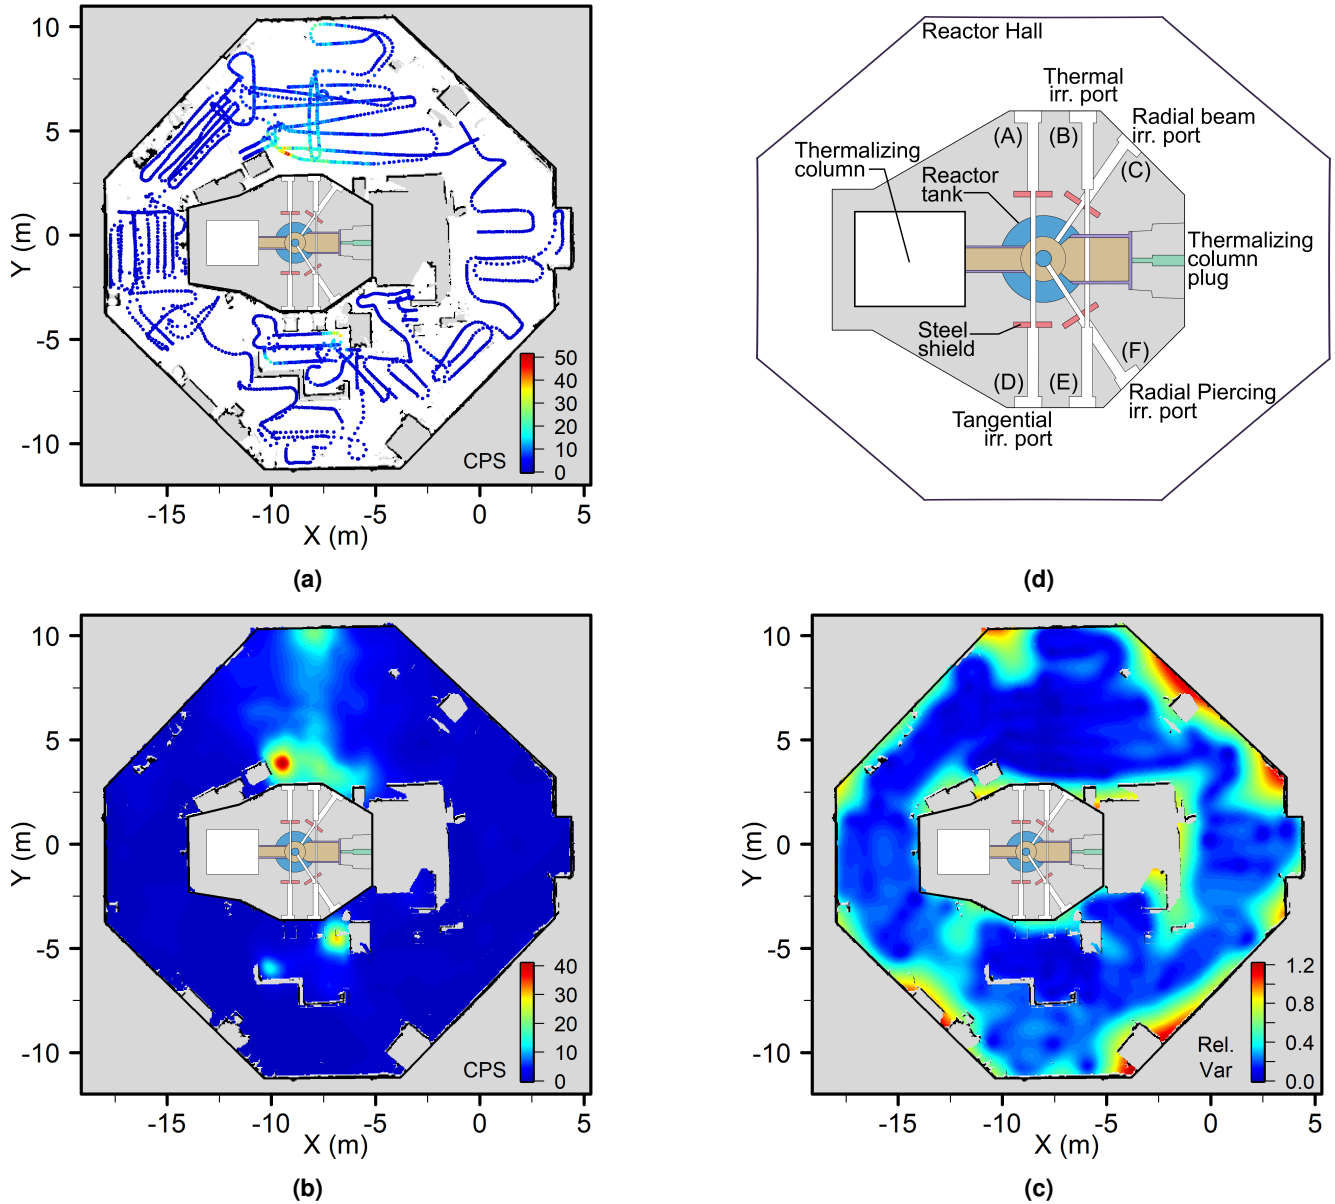 10
5
0
-5
-10
Y (m)
-15
-10
-5
0
5
X (m)
50
40
30
20
10
0
CPS
(a)
Reactor Hall
Thermal
irr. port
Radial beam
irr. port
Thermalizing
column
Reactor
tank
(A)
(B)
(C)
Thermalizing
column
plug
Steel
shield
(D)
(E)
(F)
Tangential
irr. port
Radial Piercing
irr. port
(d)
10
5
0
-5
-10
Y (m)
-15
-10
-5
0
5
X (m)
40
30
20
10
0
CPS
(b)
10
5
0
-5
-10
Y (m)
-15
-10
-5
0
5
X (m)
1.2
0.8
0.4
0.0
Rel.
Var
(c)